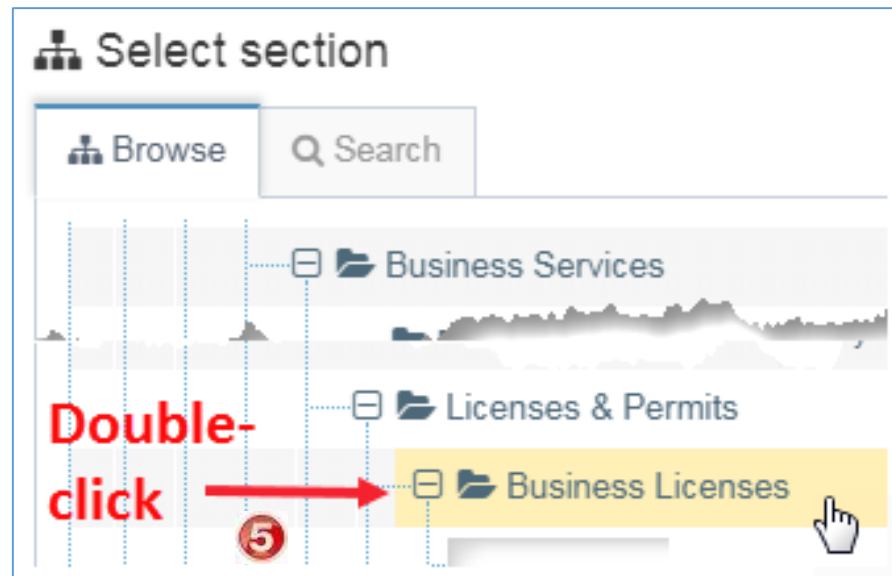 Select section
Browse
Search
Business Services
Licenses & Permits
Double-
click
Business Licenses
5